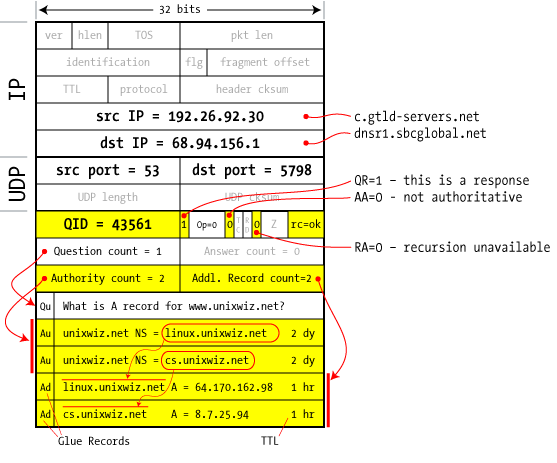 32 bits
ver hlen TOS pkt len
identification flg fragment offset
TTL protocol header cksum
IP
src IP = 192.26.92.30 c.gtld-servers.net
dst IP = 68.94.156.1 dnsr1.sbcglobal.net
UDP
src port = 53 dst port = 5798
UDP length UDP cksum
QR=1 – this is a response
AA=0 - not authoritative
QID = 43561 1 Op=0 0 TC RD 0 Z rc=ok
RA=0 – recursion unavailable
Question count = 1 Answer count = 0
Authority count = 2 Addl. Record count=2
Qu What is A record for www.unixwiz.net?
Au unixwiz.net NS = linux.unixwiz.net 2 dy
Au unixwiz.net NS = cs.unixwiz.net 2 dy
Ad linux.unixwiz.net A = 64.170.162.98 1 hr
Ad cs.unixwiz.net A = 8.7.25.94 1 hr
Glue Records TTL